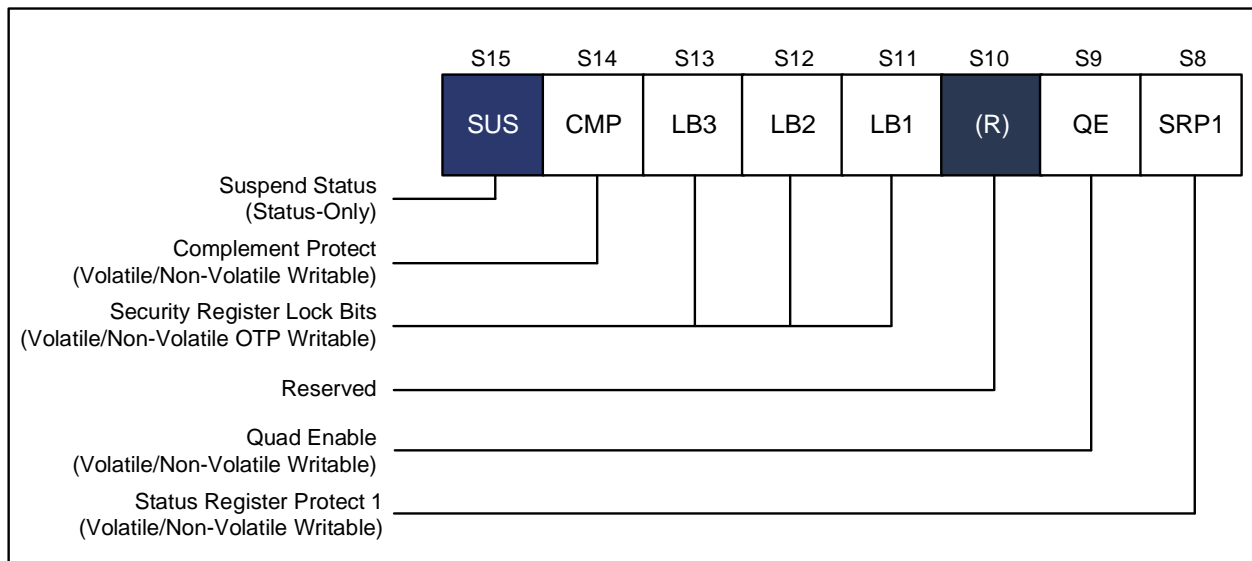 S15 S14 S13 S12 S11 S10 S9 S8
SUS CMP LB3 LB2 LB1 (R) QE SRP1
Suspend Status
(Status-Only)
Complement Protect
(Volatile/Non-Volatile Writable)
Security Register Lock Bits
(Volatile/Non-Volatile OTP Writable)
Reserved
Quad Enable
(Volatile/Non-Volatile Writable)
Status Register Protect 1
(Volatile/Non-Volatile Writable)